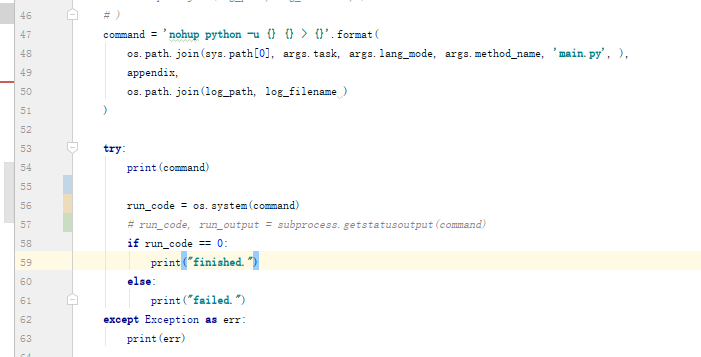 46 # )
47 command = 'nohup python -u {} {} > {}'.format(
48 os.path.join(sys.path[0], args.task, args.lang_mode, args.method_name, 'main.py', ),
49 appendix,
50 os.path.join(log_path, log_filename )
51 )
52
53 try:
54 print(command)
55
56 run_code = os.system(command)
57 # run_code, run_output = subprocess.getstatusoutput(command)
58 if run_code == 0:
59 print("finished.")
60 else:
61 print("failed.")
62 except Exception as err:
63 print(err)